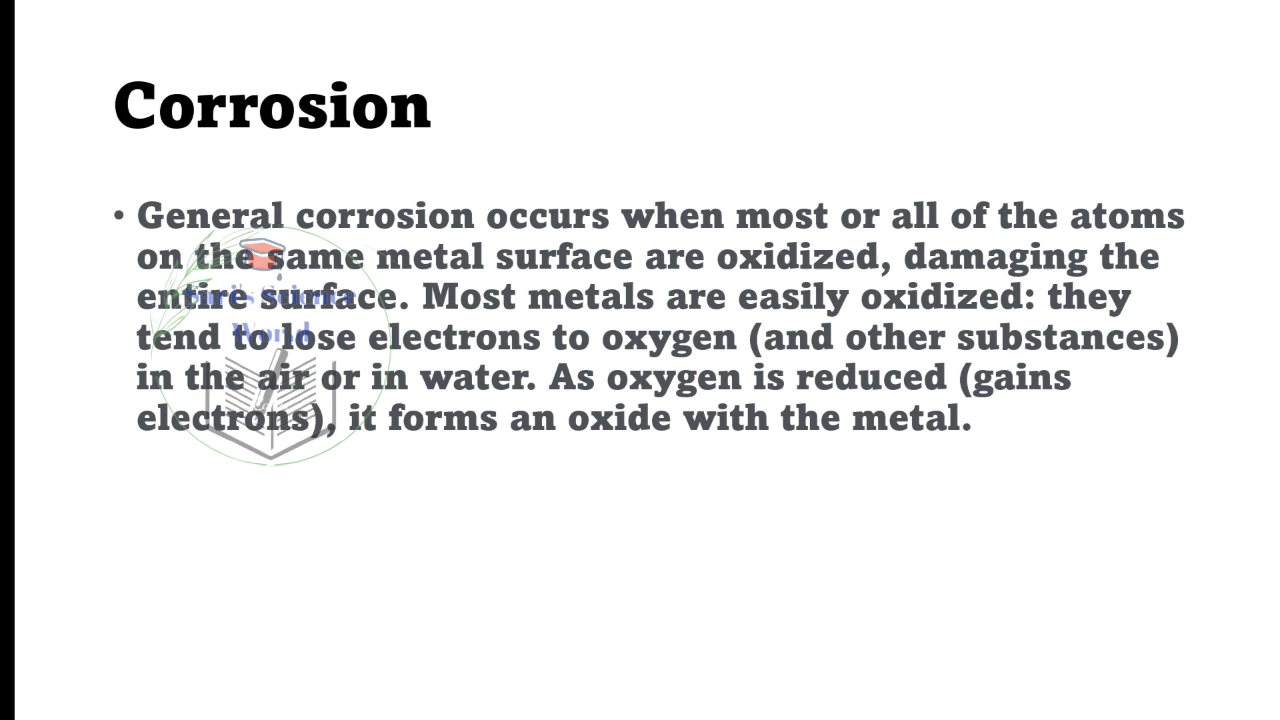 Corrosion
• General corrosion occurs when most or all of the atoms
on the same metal surface are oxidized, damaging the
entire surface. Most metals are easily oxidized: they
tend to lose electrons to oxygen (and other substances)
in the air or in water. As oxygen is reduced (gains
electrons), it forms an oxide with the metal.
Science
World